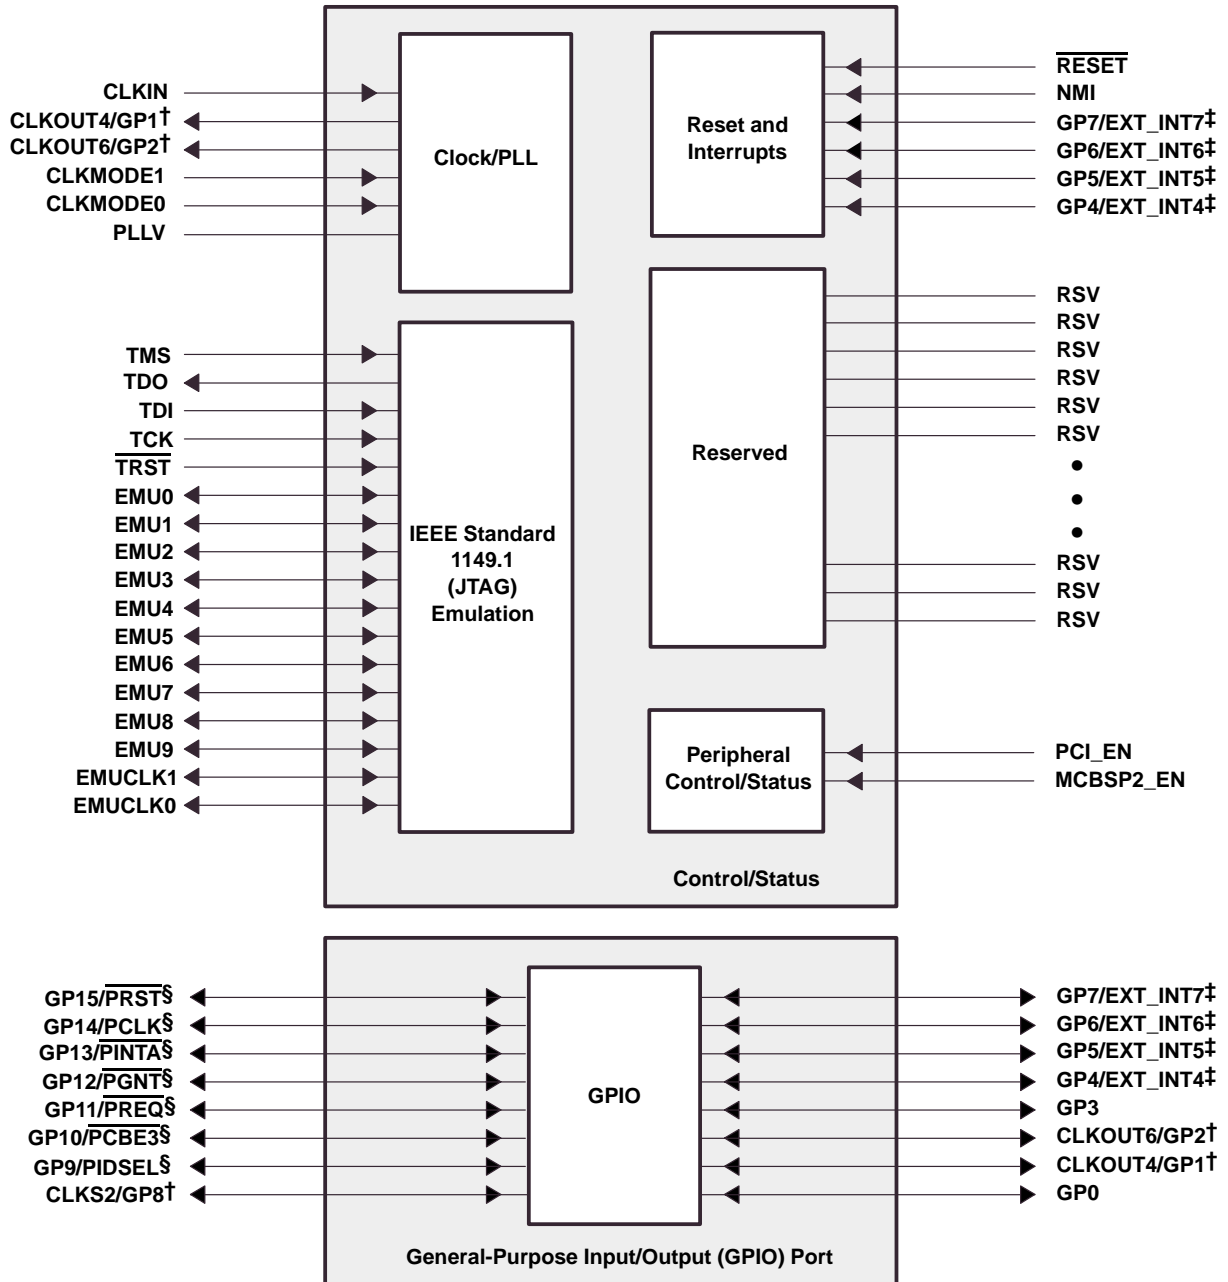 CLKIN
CLKOUT4/GP1†
CLKOUT6/GP2†
CLKMODE1
CLKMODE0
PLLV
Clock/PLL
Reset and
Interrupts
RESET
NMI
GP7/EXT_INT7‡
GP6/EXT_INT6‡
GP5/EXT_INT5‡
GP4/EXT_INT4‡
TMS
TDO
TDI
TCK
TRST
EMU0
EMU1
EMU2
EMU3
EMU4
EMU5
EMU6
EMU7
EMU8
EMU9
EMUCLK1
EMUCLK0
IEEE Standard
1149.1
(JTAG)
Emulation
Reserved
RSV
RSV
RSV
RSV
RSV
RSV
•
•
•
RSV
RSV
RSV
Peripheral
Control/Status
PCI_EN
MCBSP2_EN
Control/Status
GP15/PRST§
GP14/PCLK§
GP13/PINTA§
GP12/PGNT§
GP11/PREQ§
GP10/PCBE3§
GP9/PIDSEL§
CLKS2/GP8†
GPIO
GP7/EXT_INT7‡
GP6/EXT_INT6‡
GP5/EXT_INT5‡
GP4/EXT_INT4‡
GP3
CLKOUT6/GP2†
CLKOUT4/GP1†
GP0
General-Purpose Input/Output (GPIO) Port